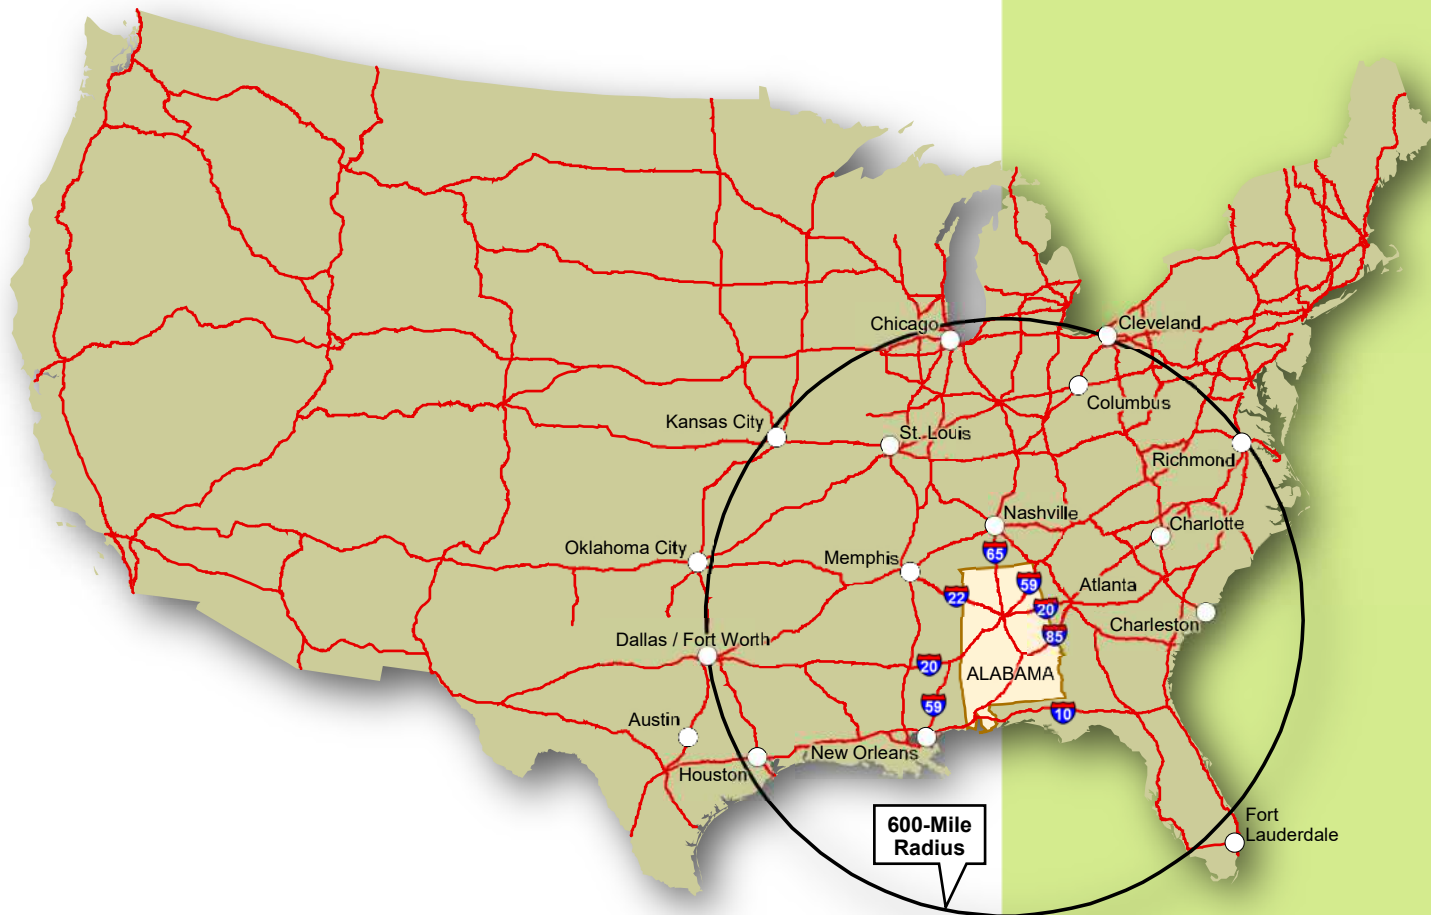 Chicago
Cleveland
Columbus
Kansas City
St. Louis
Richmond
Nashville
Charlotte
65
Oklahoma City
Memphis
59
Atlanta
22
20
Charleston
85
Dallas / Fort Worth
20
ALABAMA
59
10
Austin
New Orleans
Houston
600-Mile
Radius
Fort
Lauderdale